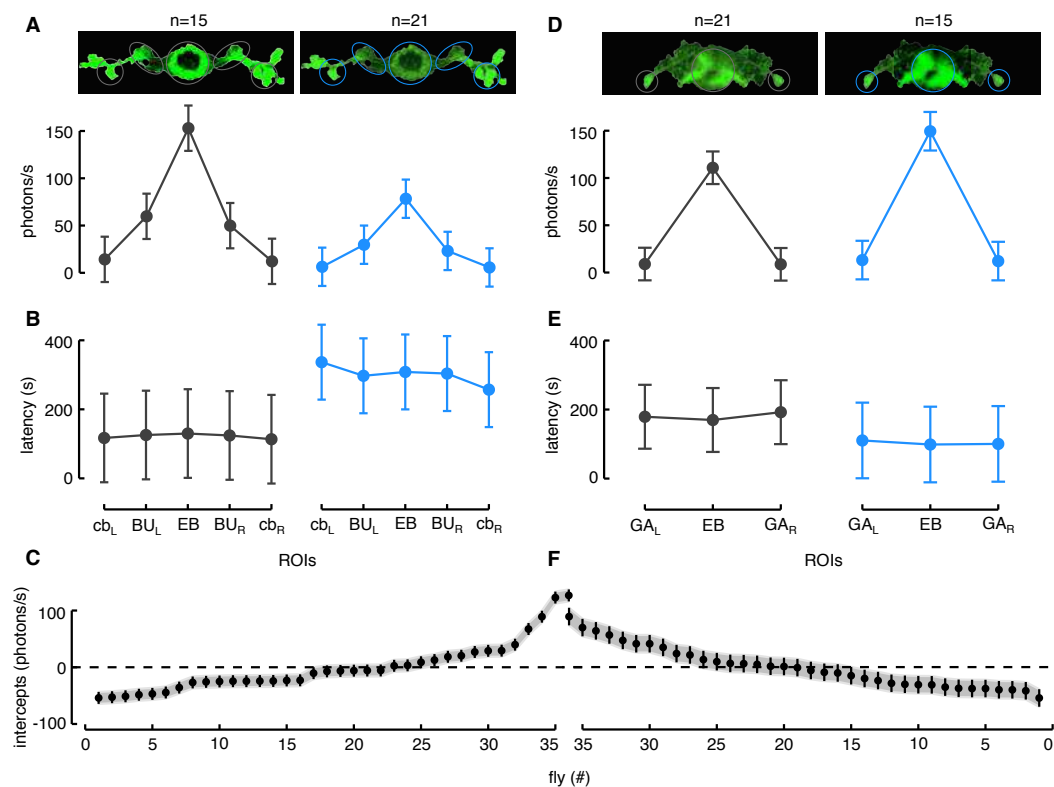 A n=15 n=21 D n=21 n=15
photons/s 150 100 50 0
photons/s 150 100 50 0
B E
latency (s) 400 200 0
latency (s) 400 200 0
cbL BUL EB BUR cbR cbL BUL EB BUR cbR GAL EB GAR GAL EB GAR
C ROIs F ROIs
intercepts (photons/s) 100 0 -100
0 5 10 15 20 25 30 35 35 30 25 20 15 10 5 0
fly (#)